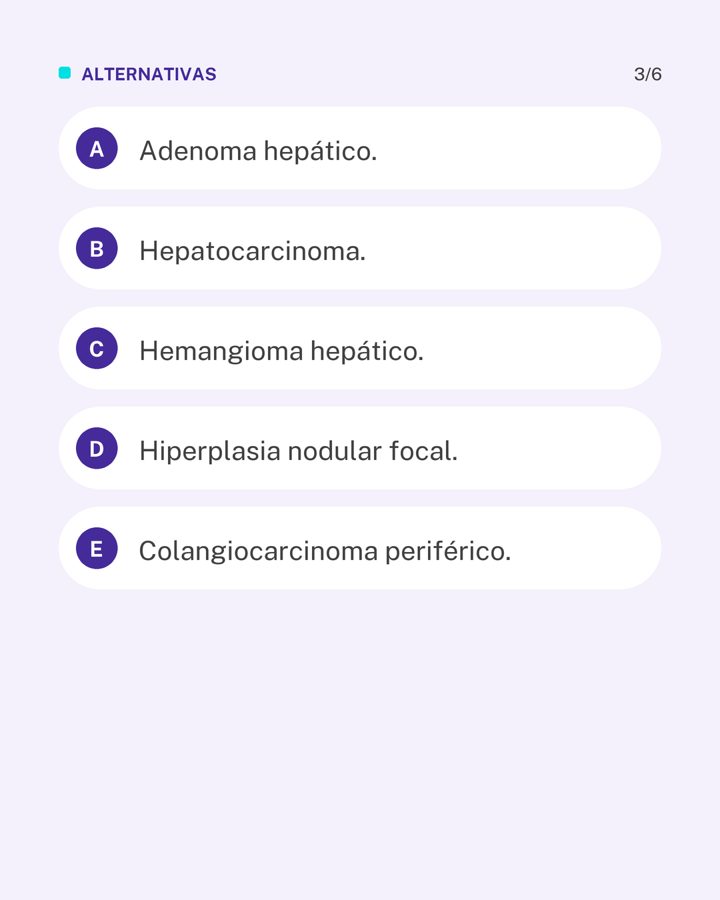 ALTERNATIVAS 3/6
A Adenoma hepático.
B Hepatocarcinoma.
C Hemangioma hepático.
D Hiperplasia nodular focal.
E Colangiocarcinoma periférico.